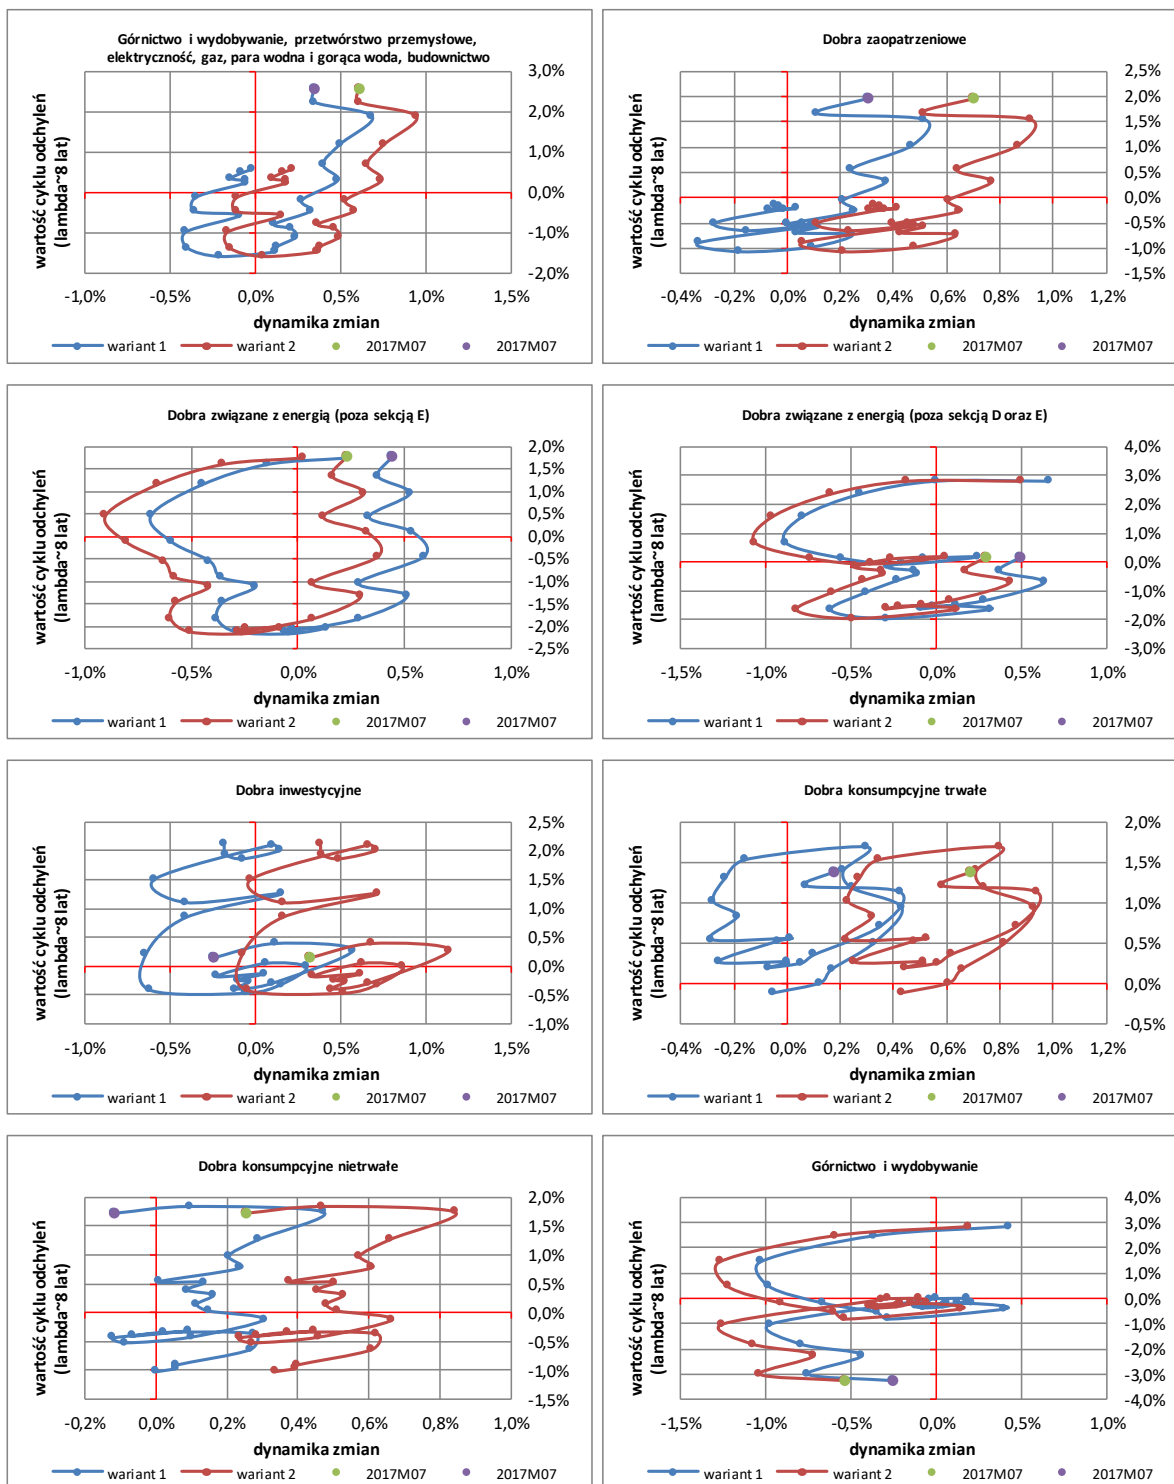 Górnictwo i wydobywanie, przetwórstwo przemysłowe,
elektryczność, gaz, para wodna i gorąca woda, budownictwo
wartość cyklu odchyleń
(lambda~8 lat)
3,0%
2,0%
1,0%
0,0%
-1,0%
-2,0%
-1,0% -0,5% 0,0% 0,5% 1,0% 1,5%
dynamika zmian
wariant 1 wariant 2 2017M07 2017M07
Dobra zaopatrzeniowe
wartość cyklu odchyleń
(lambda~8 lat)
2,5%
2,0%
1,5%
1,0%
0,5%
0,0%
-0,5%
-1,0%
-1,5%
-0,4% -0,2% 0,0% 0,2% 0,4% 0,6% 0,8% 1,0% 1,2%
dynamika zmian
wariant 1 wariant 2 2017M07 2017M07
Dobra związane z energią (poza sekcją E)
wartość cyklu odchyleń
(lambda~8 lat)
2,0%
1,5%
1,0%
0,5%
0,0%
-0,5%
-1,0%
-1,5%
-2,0%
-2,5%
-1,0% -0,5% 0,0% 0,5% 1,0%
dynamika zmian
wariant 1 wariant 2 2017M07 2017M07
Dobra związane z energią (poza sekcją D oraz E)
wartość cyklu odchyleń
(lambda~8 lat)
4,0%
3,0%
2,0%
1,0%
0,0%
-1,0%
-2,0%
-3,0%
-1,5% -1,0% -0,5% 0,0% 0,5% 1,0%
dynamika zmian
wariant 1 wariant 2 2017M07 2017M07
Dobra inwestycyjne
wartość cyklu odchyleń
(lambda~8 lat)
2,5%
2,0%
1,5%
1,0%
0,5%
0,0%
-0,5%
-1,0%
-1,0% -0,5% 0,0% 0,5% 1,0% 1,5%
dynamika zmian
wariant 1 wariant 2 2017M07 2017M07
Dobra konsumpcyjne trwałe
wartość cyklu odchyleń
(lambda~8 lat)
2,0%
1,5%
1,0%
0,5%
0,0%
-0,5%
-0,4% -0,2% 0,0% 0,2% 0,4% 0,6% 0,8% 1,0% 1,2%
dynamika zmian
wariant 1 wariant 2 2017M07 2017M07
Dobra konsumpcyjne nietrwałe
wartość cyklu odchyleń
(lambda~8 lat)
2,0%
1,5%
1,0%
0,5%
0,0%
-0,5%
-1,0%
-1,5%
-0,2% 0,0% 0,2% 0,4% 0,6% 0,8% 1,0%
dynamika zmian
wariant 1 wariant 2 2017M07 2017M07
Górnictwo i wydobywanie
wartość cyklu odchyleń
(lambda~8 lat)
4,0%
3,0%
2,0%
1,0%
0,0%
-1,0%
-2,0%
-3,0%
-4,0%
-1,5% -1,0% -0,5% 0,0% 0,5% 1,0%
dynamika zmian
wariant 1 wariant 2 2017M07 2017M07